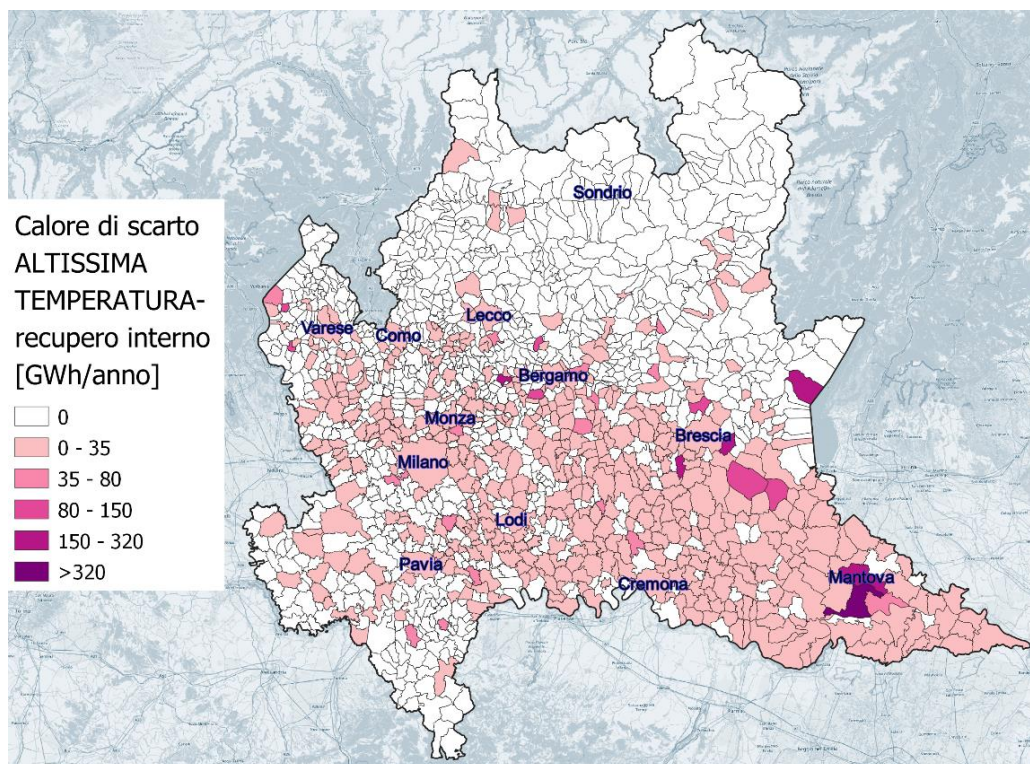 Calore di scarto
ALTISSIMA
TEMPERATURA-
recupero interno
[GWh/anno]
0
0 - 35
35 - 80
80 - 150
150 - 320
>320
Sondrio
Lecco
Varese
Como
Bergamo
Monza
Brescia
Milano
Lodi
Pavia
Cremona
Mantova